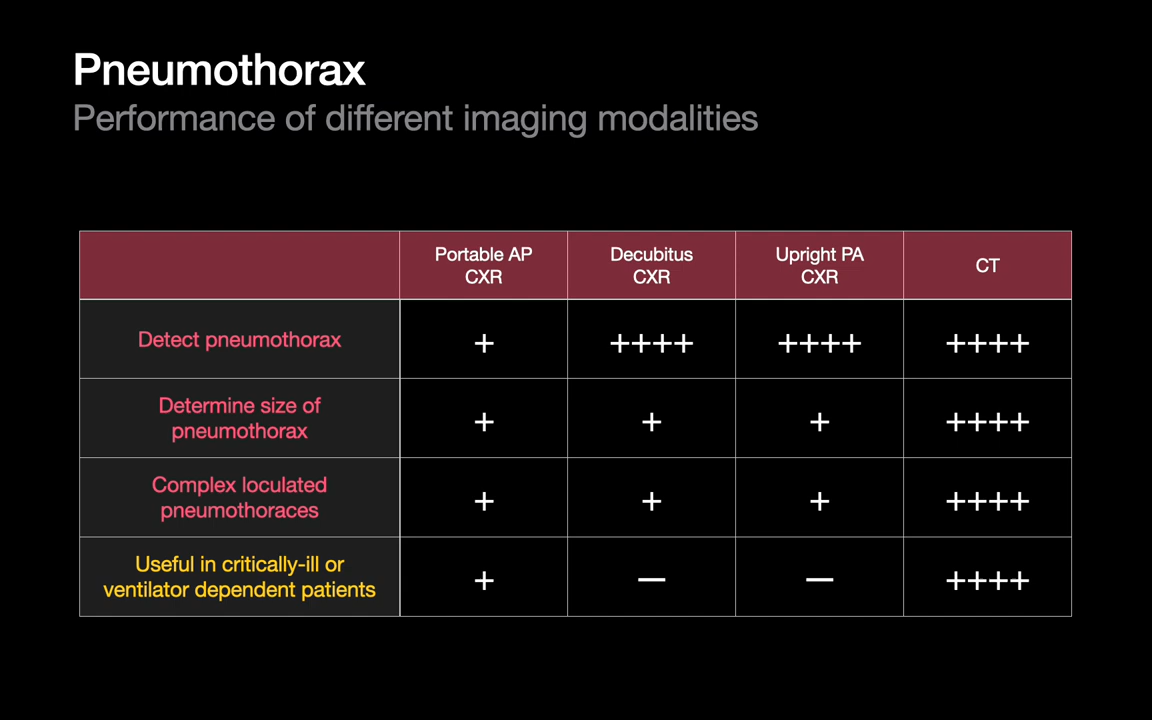 Pneumothorax
Performance of different imaging modalities
Portable AP
CXR
Decubitus
CXR
Upright PA
CXR
CT
Detect pneumothorax
+
++++
++++
++++
Determine size of
pneumothorax
+
+
+
++++
Complex loculated
pneumothoraces
+
+
+
++++
Useful in critically-ill or
ventilator dependent patients
+
—
—
++++